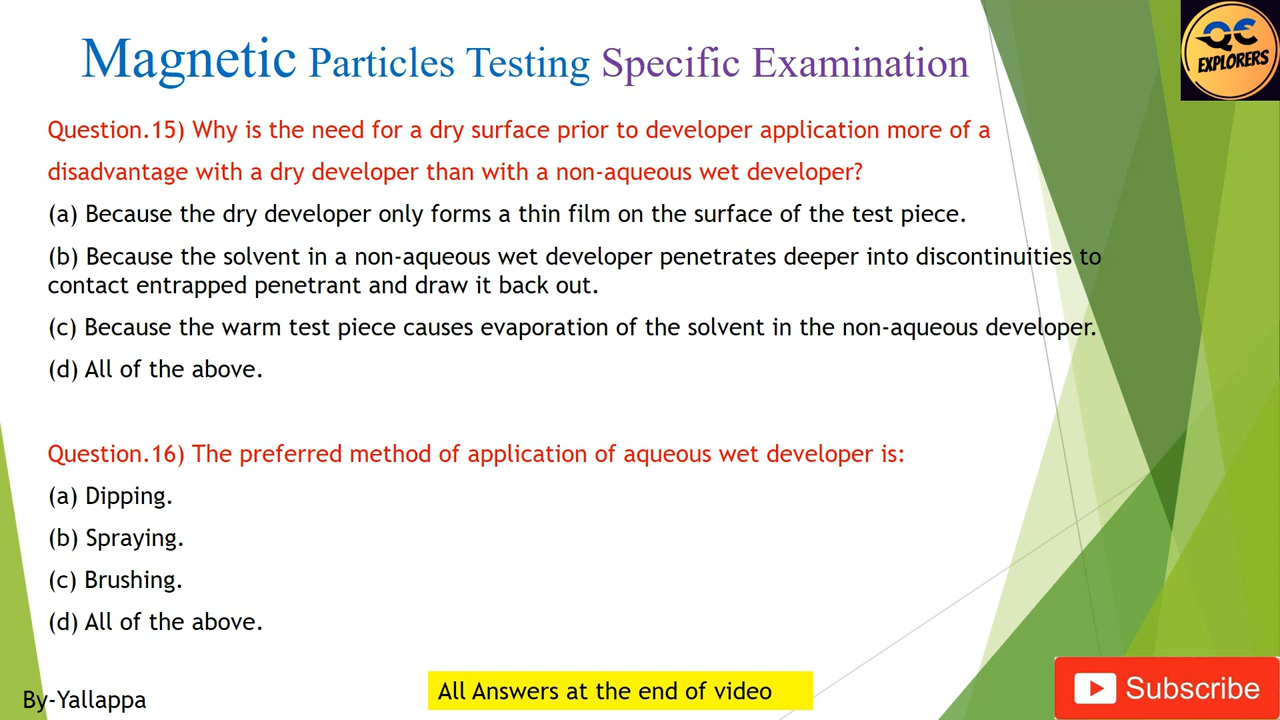 Magnetic Particles Testing Specific Examination
QC
EXPLORERS
Question.15) Why is the need for a dry surface prior to developer application more of a
disadvantage with a dry developer than with a non-aqueous wet developer?
(a) Because the dry developer only forms a thin film on the surface of the test piece.
(b) Because the solvent in a non-aqueous wet developer penetrates deeper into discontinuities to
contact entrapped penetrant and draw it back out.
(c) Because the warm test piece causes evaporation of the solvent in the non-aqueous developer.
(d) All of the above.
Question.16) The preferred method of application of aqueous wet developer is:
(a) Dipping.
(b) Spraying.
(c) Brushing.
(d) All of the above.
By-Yallappa
All Answers at the end of video
Subscribe